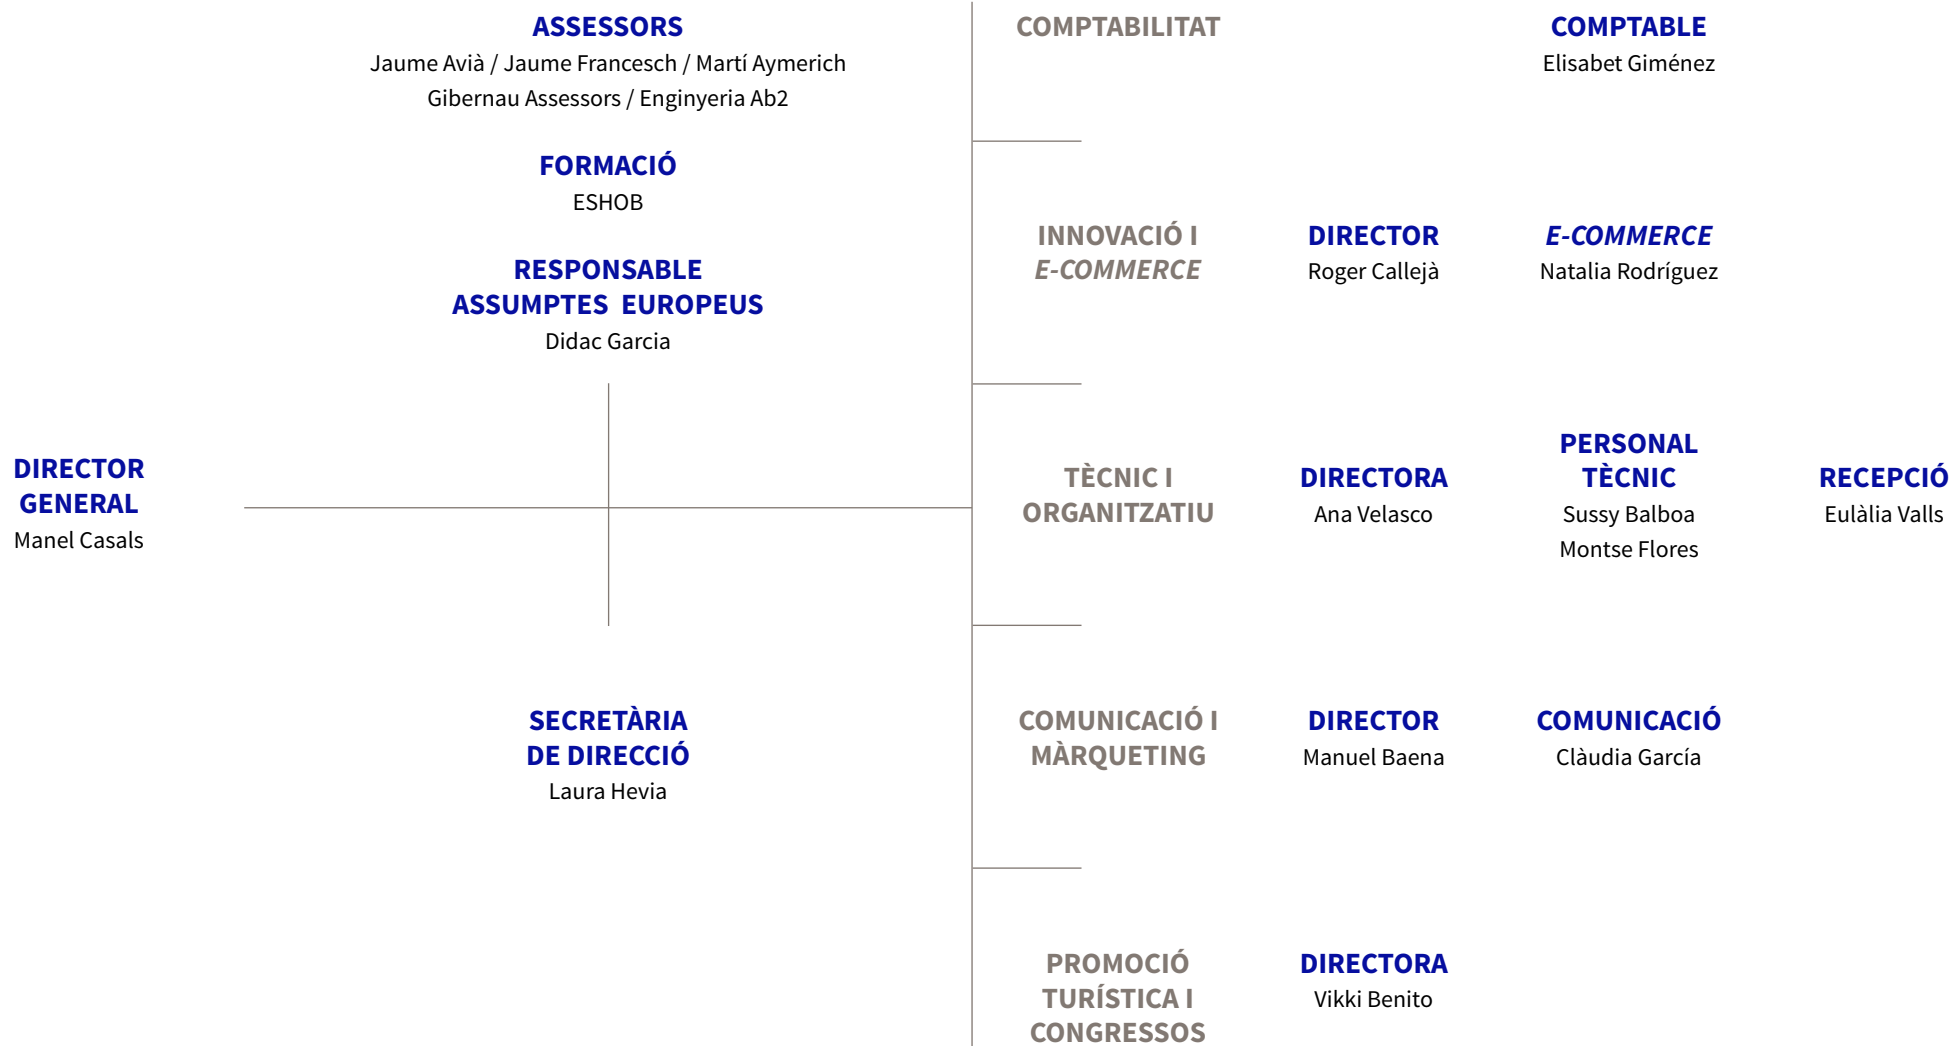 ASSESSORS
Jaume Avià / Jaume Francesch / Martí Aymerich
Gibernau Assessors / Enginyeria Ab2
FORMACIÓ
ESHOB
RESPONSABLE
ASSUMPTES EUROPEUS
Didac Garcia
DIRECTOR
GENERAL
Manel Casals
SECRETÀRIA
DE DIRECCIÓ
Laura Hevia
COMPTABILITAT
COMPTABLE
Elisabet Giménez
INNOVACIÓ I
E-COMMERCE
DIRECTOR
Roger Callejà
E-COMMERCE
Natalia Rodríguez
TÈCNIC I
ORGANITZATIU
DIRECTORA
Ana Velasco
PERSONAL
TÈCNIC
Sussy Balboa
Montse Flores
RECEPCIÓ
Eulàlia Valls
COMUNICACIÓ I
MÀRQUETING
DIRECTOR
Manuel Baena
COMUNICACIÓ
Clàudia García
PROMOCIÓ
TURÍSTICA I
CONGRESSOS
DIRECTORA
Vikki Benito